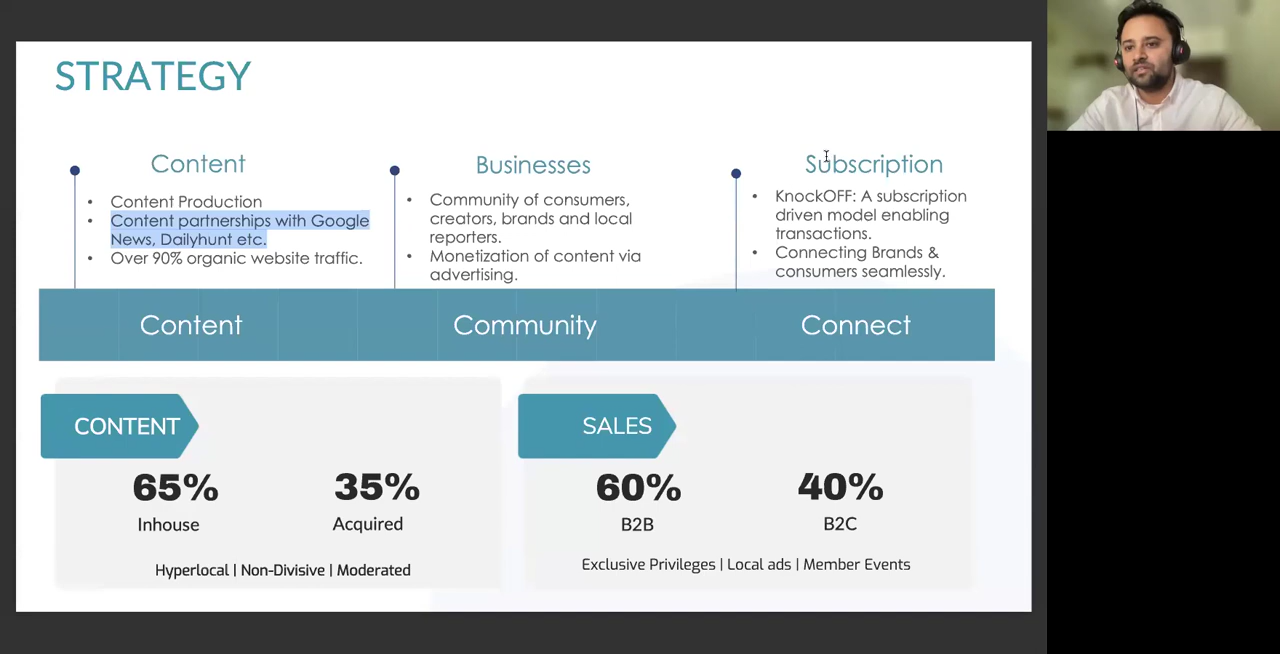 STRATEGY
Content
• Content Production
• Content partnerships with Google
News, Dailyhunt etc.
• Over 90% organic website traffic.
Businesses
• Community of consumers,
creators, brands and local
reporters.
• Monetization of content via
advertising.
Subscription
• KnockOFF: A subscription
driven model enabling
transactions.
• Connecting Brands &
consumers seamlessly.
Content
Community
Connect
CONTENT
65%
Inhouse
35%
Acquired
Hyperlocal | Non-Divisive | Moderated
SALES
60%
B2B
40%
B2C
Exclusive Privileges | Local ads | Member Events